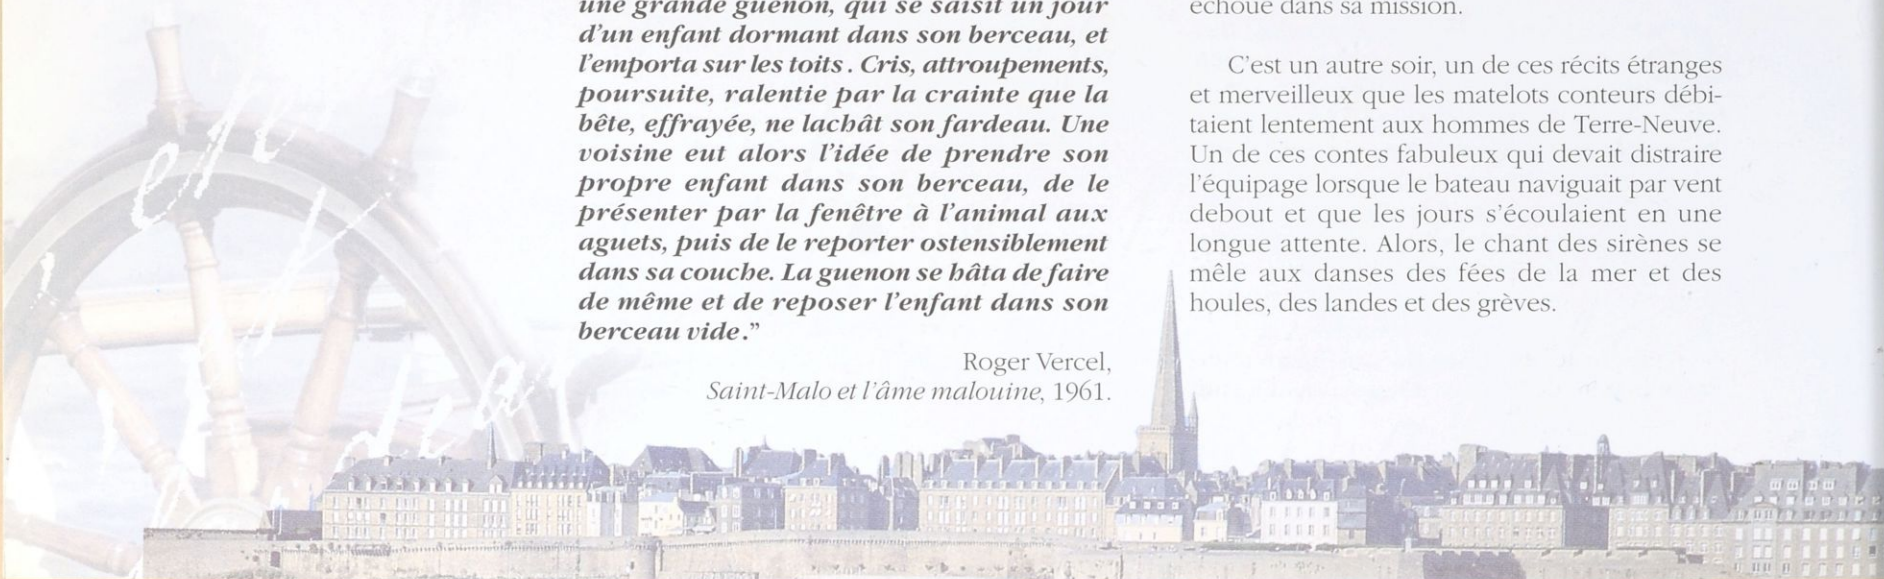 une grande guenon, qui se saisit un jour
d'un enfant dormant dans son berceau, et
l'emporta sur les toits . Cris, attroupements,
poursuite, ralentie par la crainte que la
bête, effrayée, ne lachât son fardeau. Une
voisine eut alors l'idée de prendre son
propre enfant dans son berceau, de le
présenter par la fenêtre à l'animal aux
aguets, puis de le reporter ostensiblement
dans sa couche. La guenon se hâta de faire
de même et de reposer l'enfant dans son
berceau vide."
Roger Vercel,
Saint-Malo et l'âme malouine, 1961.
échoué dans sa mission.
C'est un autre soir, un de ces récits étranges
et merveilleux que les matelots conteurs débi-
taient lentement aux hommes de Terre-Neuve.
Un de ces contes fabuleux qui devait distraire
l'équipage lorsque le bateau naviguait par vent
debout et que les jours s'écoulaient en une
longue attente. Alors, le chant des sirènes se
mêle aux danses des fées de la mer et des
houles, des landes et des grèves.